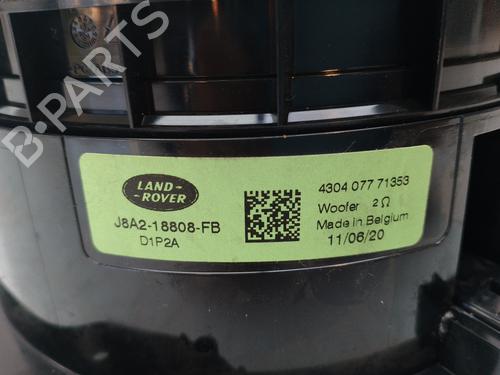 B-PARTS
LAND-
-ROVER
J8A2-18808-FB
D1P2A
4304 077 71353
Woofer 2Ω
Made in Belgium
11/06/20